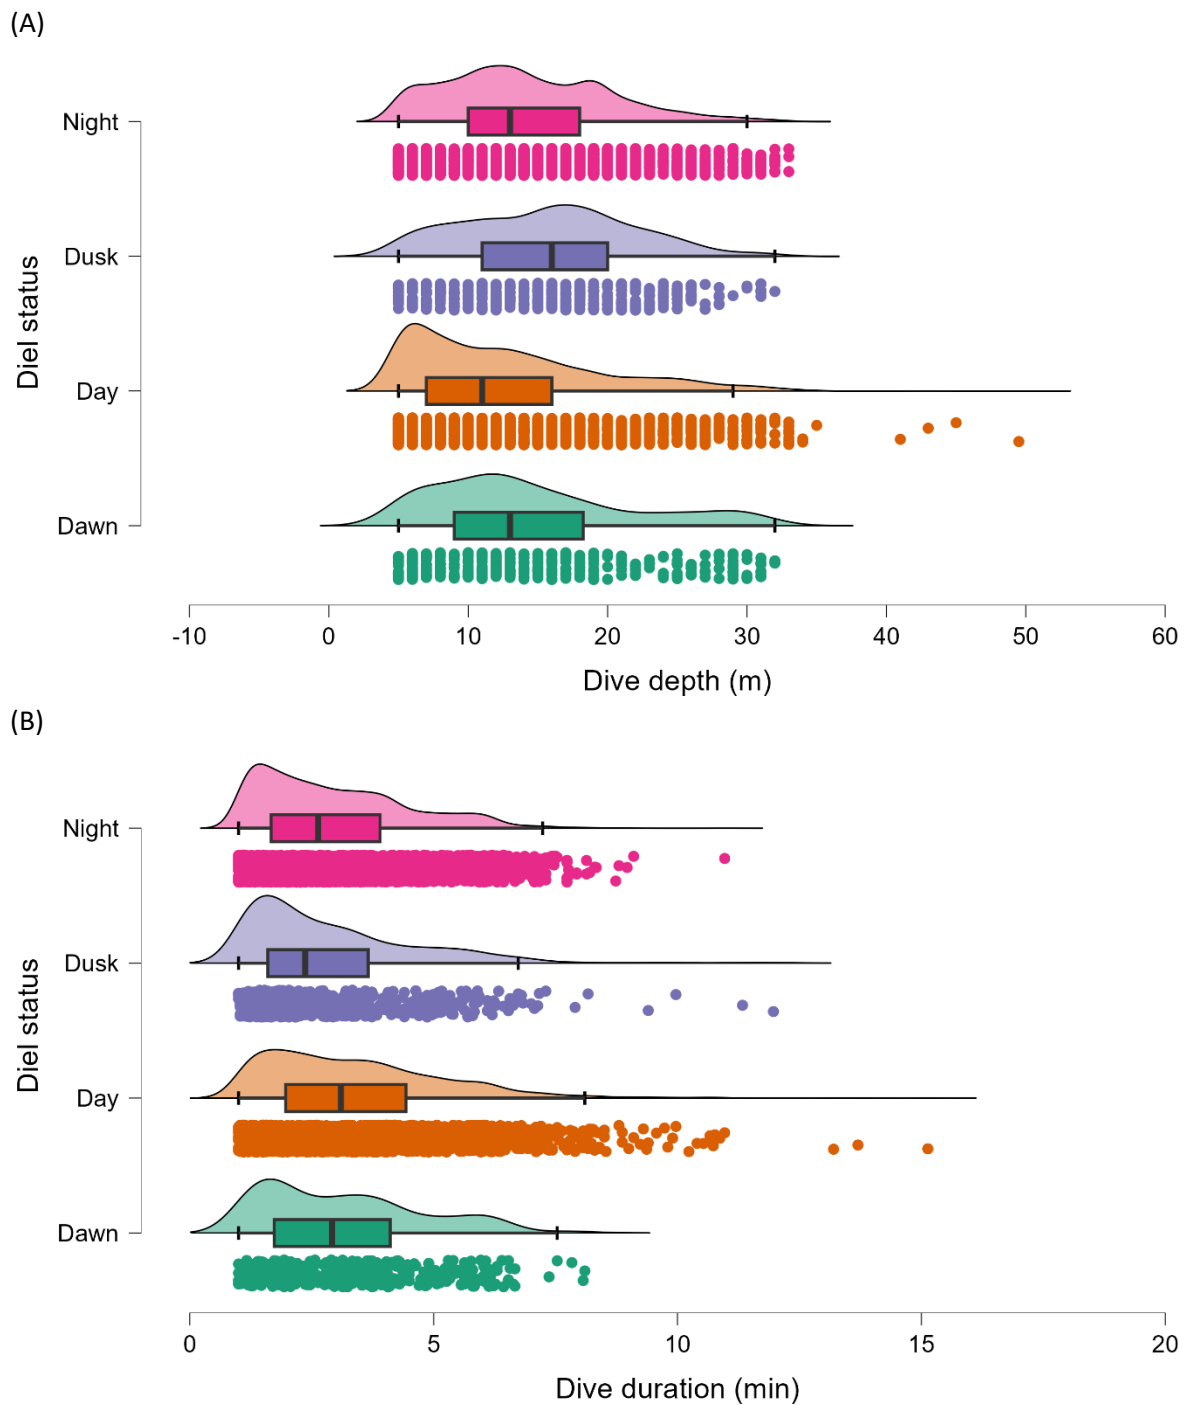 (A)
Night
Dusk
Day
Dawn
Diel status
-10 0 10 20 30 40 50 60
Dive depth (m)
(B)
Night
Dusk
Day
Dawn
Diel status
0 5 10 15 20
Dive duration (min)